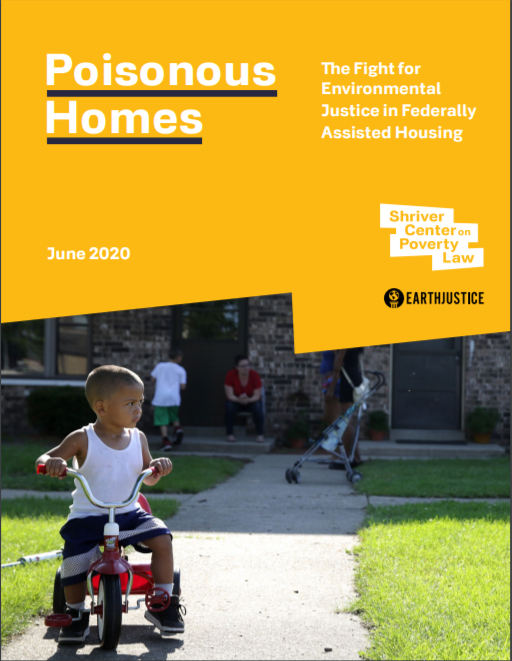 Poisonous
Homes
The Fight for
Environmental
Justice in Federally
Assisted Housing
June 2020
Shriver
Center on
Poverty
Law
EARTHJUSTICE